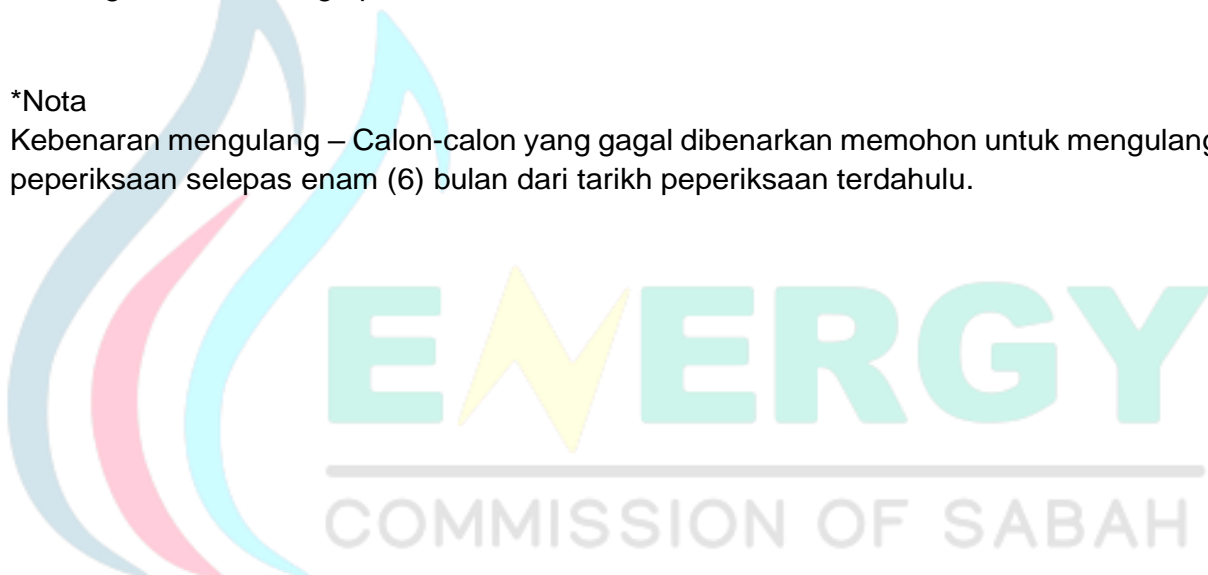 *Nota
Kebenaran mengulang – Calon-calon yang gagal dibenarkan memohon untuk mengulang
peperiksaan selepas enam (6) bulan dari tarikh peperiksaan terdahulu.
ENERGY
COMMISSION OF SABAH